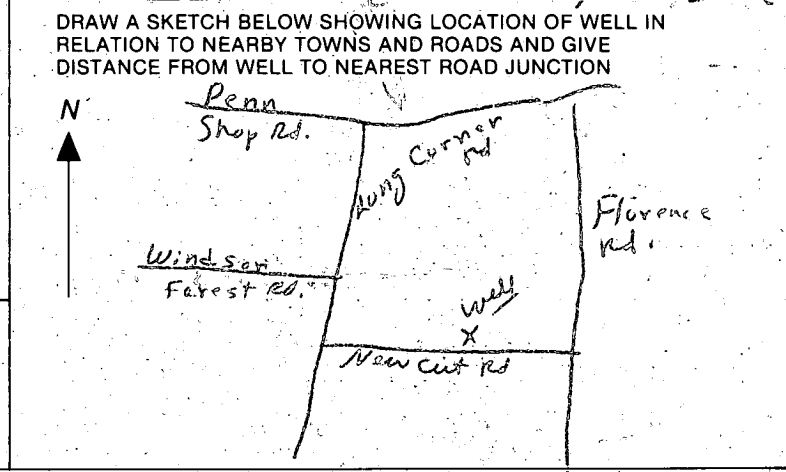 DRAW A SKETCH BELOW SHOWING LOCATION OF WELL IN
RELATION TO NEARBY TOWNS AND ROADS AND GIVE
DISTANCE FROM WELL TO NEAREST ROAD JUNCTION
N
Penn
Shop Rd.
Long Corner
Rd
Florence
Rd.
Windsor
Forest Rd.
Well
X
New Cut Rd